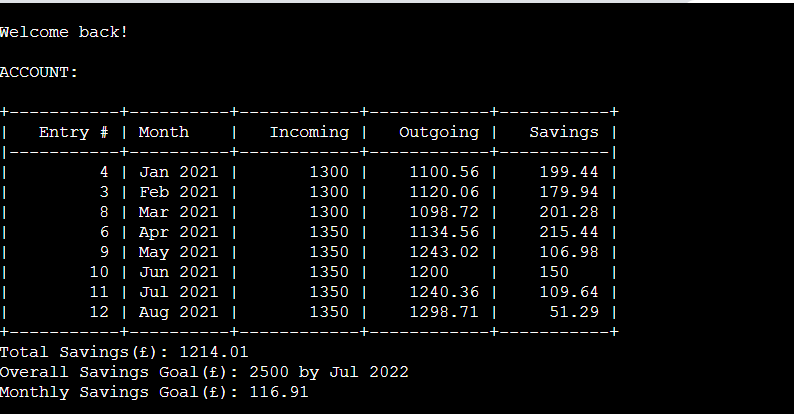 Welcome back!
ACCOUNT:
+-----------+----------+------------+------------+-----------+
|   Entry # | Month    |   Incoming |   Outgoing |   Savings |
|-----------+----------+------------+------------+-----------|
|         4 | Jan 2021 |       1300 |    1100.56 |    199.44 |
|         3 | Feb 2021 |       1300 |    1120.06 |    179.94 |
|         8 | Mar 2021 |       1300 |    1098.72 |    201.28 |
|         6 | Apr 2021 |       1350 |    1134.56 |    215.44 |
|         9 | May 2021 |       1350 |    1243.02 |    106.98 |
|        10 | Jun 2021 |       1350 |    1200    |    150    |
|        11 | Jul 2021 |       1350 |    1240.36 |    109.64 |
|        12 | Aug 2021 |       1350 |    1298.71 |     51.29 |
+-----------+----------+------------+------------+-----------+
Total Savings(£): 1214.01
Overall Savings Goal(£): 2500 by Jul 2022
Monthly Savings Goal(£): 116.91